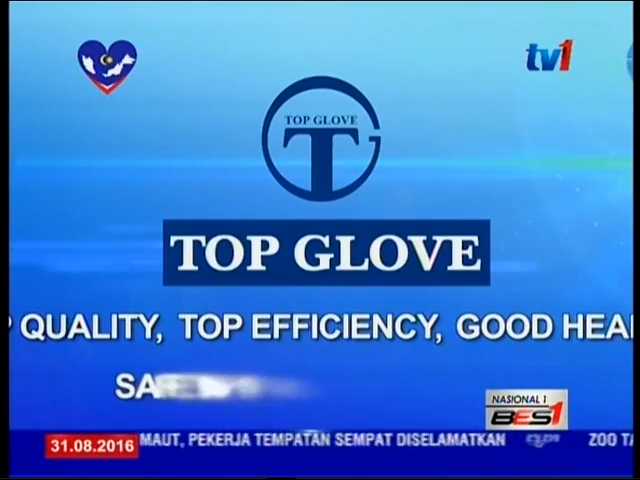 tv1
TOP GLOVE
TOP GLOVE
QUALITY, TOP EFFICIENCY, GOOD HEA
NASIONAL 1
BES1
31.08.2016 MAUT, PEKERJA TEMPATAN SEMPAT DISELAMATKAN ZOO TA